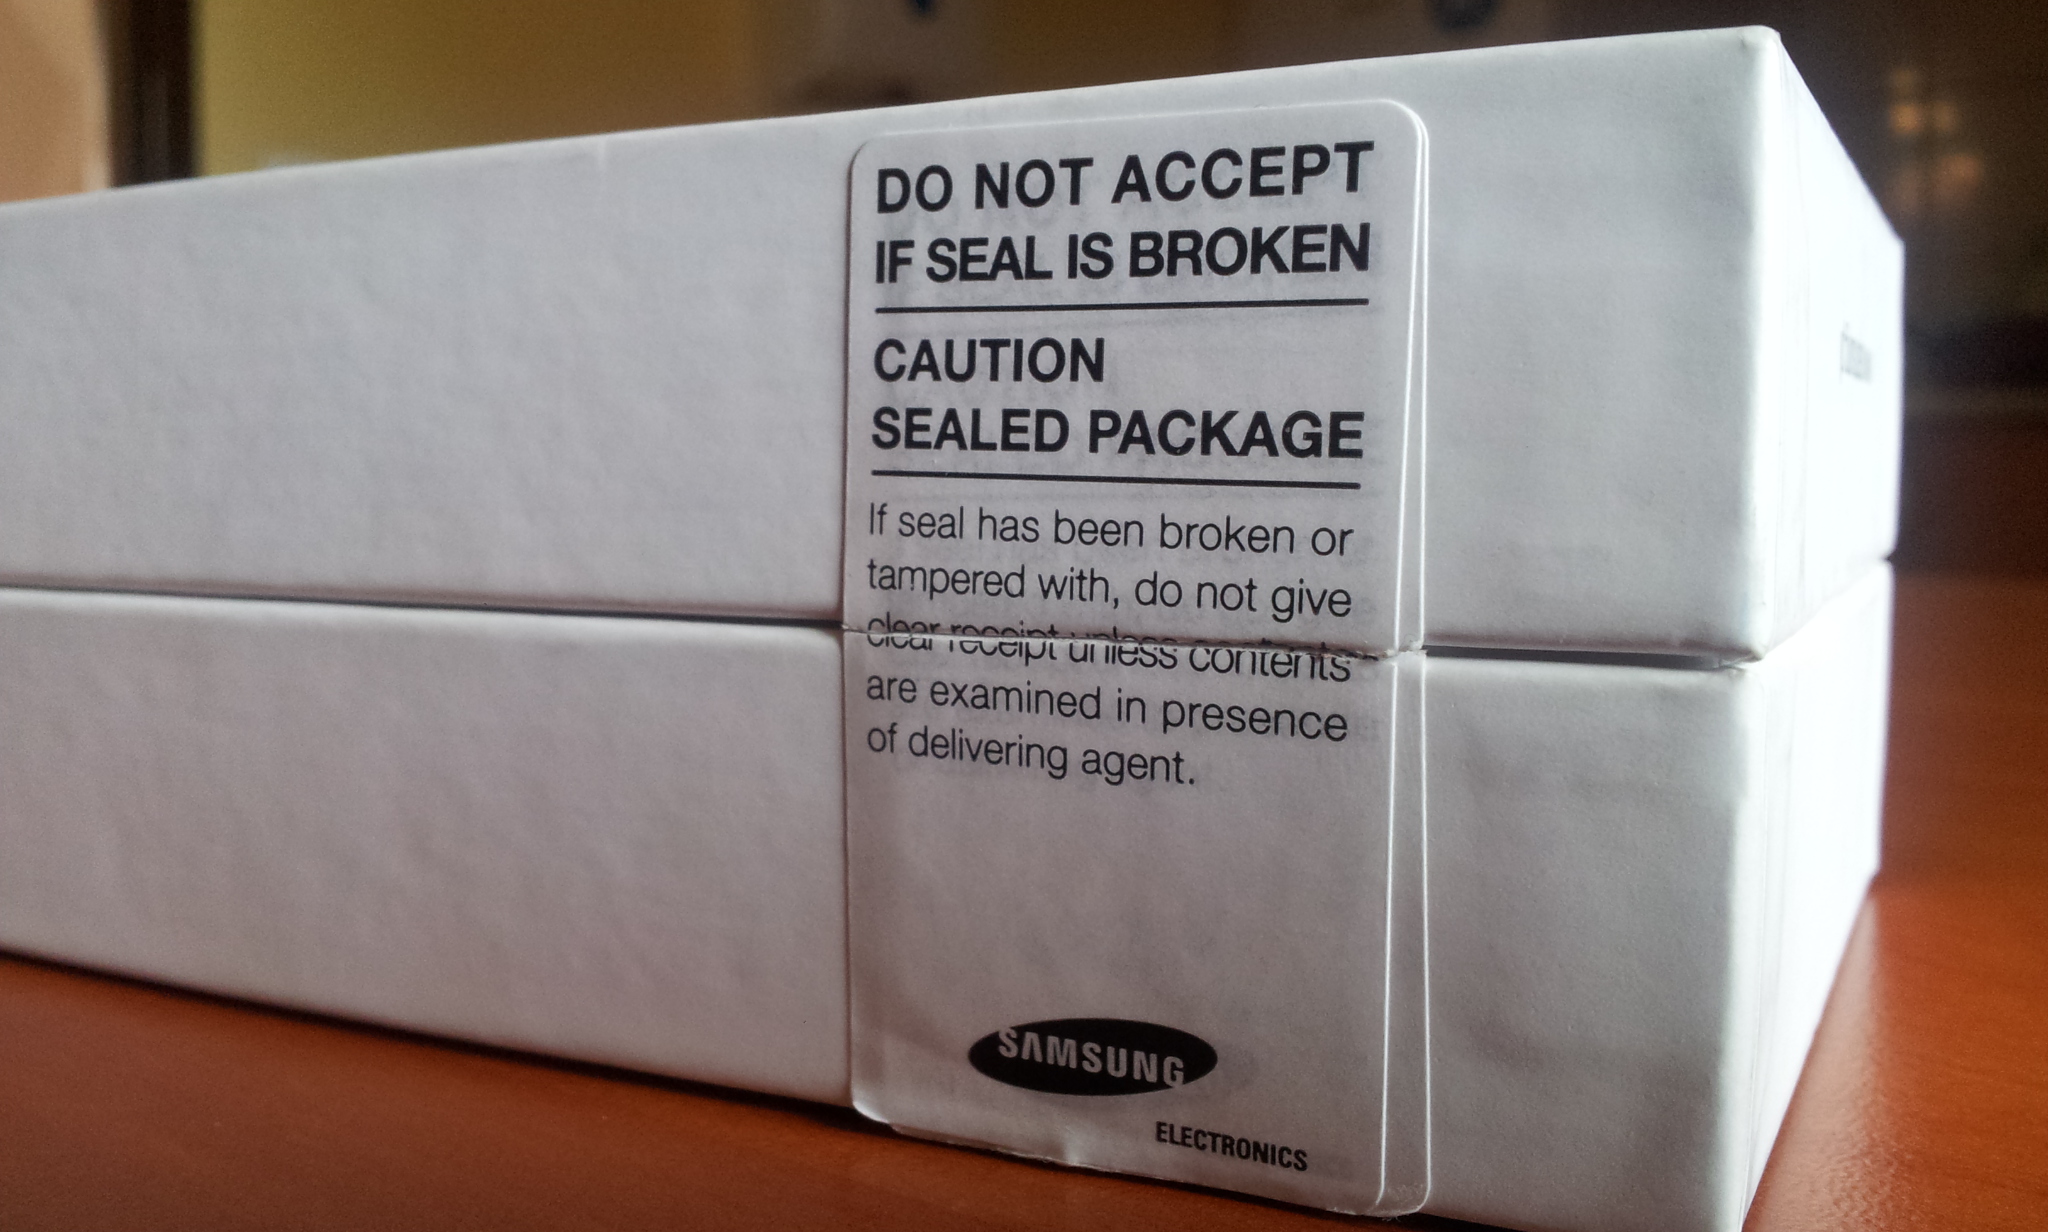 DO NOT ACCEPT
IF SEAL IS BROKEN
CAUTION
SEALED PACKAGE
If seal has been broken or
tampered with, do not give
clear receipt unless contents
are examined in presence
of delivering agent.
SAMSUNG
ELECTRONICS